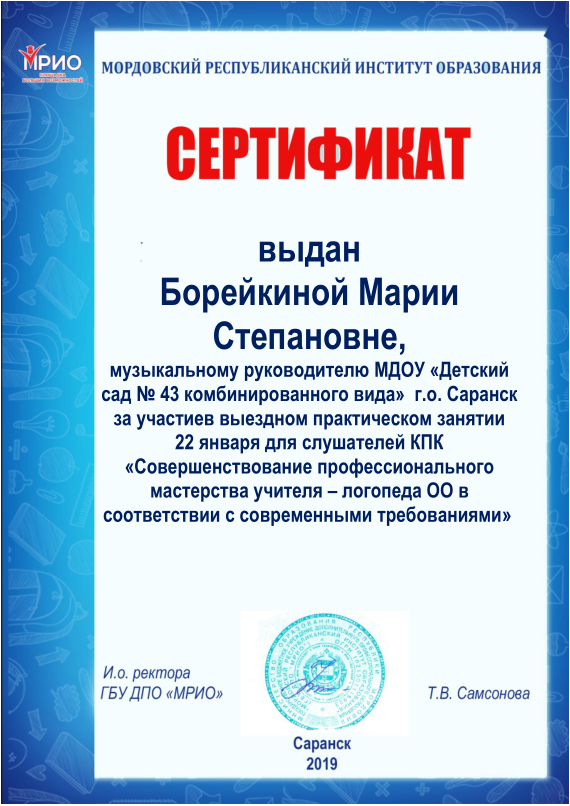 МРИО
МОРДОВСКИЙ РЕСПУБЛИКАНСКИЙ ИНСТИТУТ ОБРАЗОВАНИЯ
СЕРТИФИКАТ
выдан
Борейкиной Марии
Степановне,
музыкальному руководителю МДОУ «Детский
сад № 43 комбинированного вида» г.о. Саранск
за участиев выездном практическом занятии
22 января для слушателей КПК
«Совершенствование профессионального
мастерства учителя – логопеда ОО в
соответствии с современными требованиями»
И.о. ректора
ГБУ ДПО «МРИО»
Т.В. Самсонова
Саранск
2019